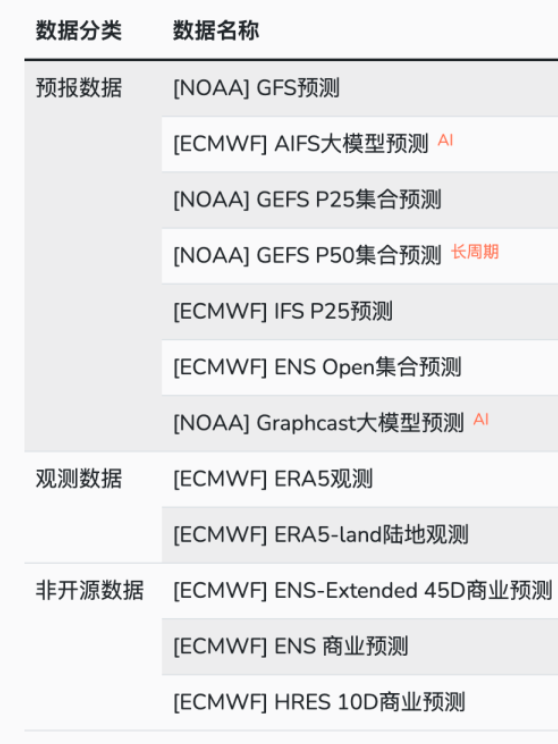 数据分类 数据名称
预报数据 [NOAA] GFS预测
[ECMWF] AIFS大模型预测 AI
[NOAA] GEFS P25集合预测
[NOAA] GEFS P50集合预测 长周期
[ECMWF] IFS P25预测
[ECMWF] ENS Open集合预测
[NOAA] Graphcast大模型预测 AI
观测数据 [ECMWF] ERA5观测
[ECMWF] ERA5-land陆地观测
非开源数据 [ECMWF] ENS-Extended 45D商业预测
[ECMWF] ENS 商业预测
[ECMWF] HRES 10D商业预测